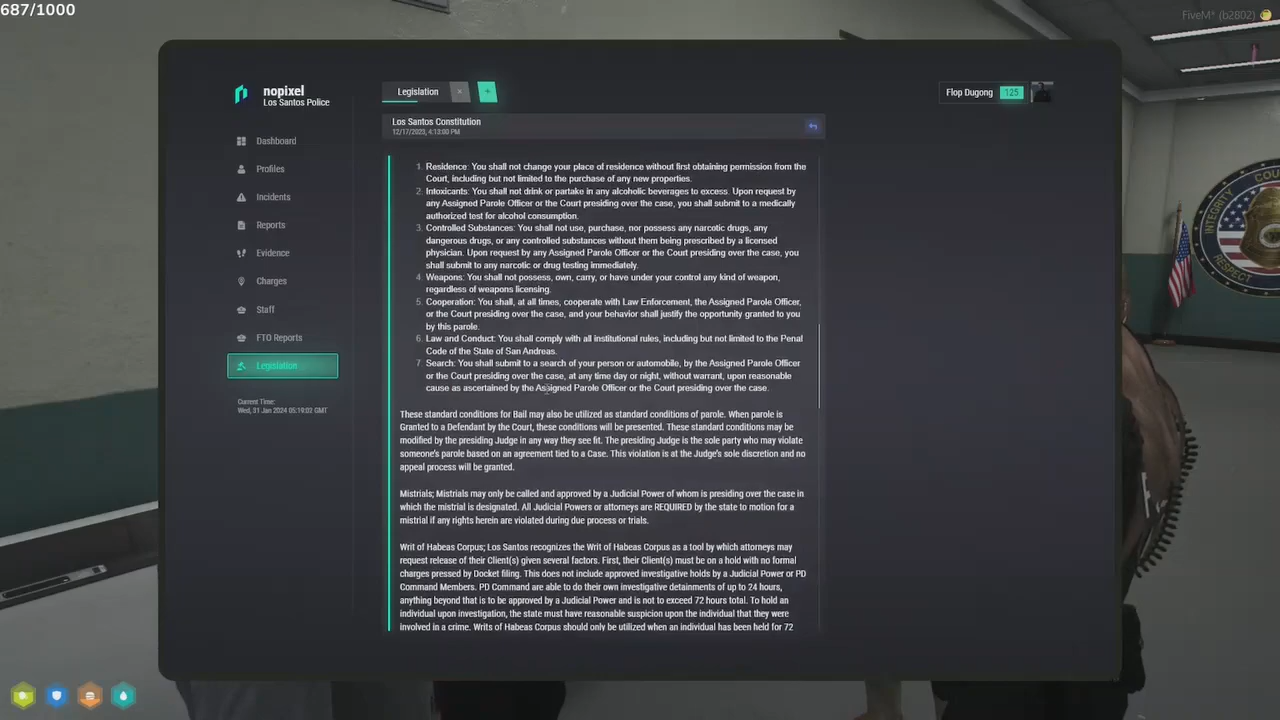 687/1000
FiveM* (b2802)
nopixel
Los Santos Police
Legislation
Flop Dugong 125
Dashboard
Profiles
Incidents
Reports
Evidence
Charges
Staff
FTO Reports
Legislation
Current Time:
Wed, 31 Jan 2024 05:19:02 GMT
Los Santos Constitution
12/17/2023, 4:13:00 PM
1. Residence: You shall not change your place of residence without first obtaining permission from the
Court, including but not limited to the purchase of any new properties.
2. Intoxicants: You shall not drink or partake in any alcoholic beverages to excess. Upon request by
any Assigned Parole Officer or the Court presiding over the case, you shall submit to a medically
authorized test for alcohol consumption.
3. Controlled Substances: You shall not use, purchase, nor possess any narcotic drugs, any
dangerous drugs, or any controlled substances without them being prescribed by a licensed
physician. Upon request by any Assigned Parole Officer or the Court presiding over the case, you
shall submit to any narcotic or drug testing immediately.
4. Weapons: You shall not possess, own, carry, or have under your control any kind of weapon,
regardless of weapons licensing.
5. Cooperation: You shall, at all times, cooperate with Law Enforcement, the Assigned Parole Officer,
or the Court presiding over the case, and your behavior shall justify the opportunity granted to you
by this parole.
6. Law and Conduct: You shall comply with all institutional rules, including but not limited to the Penal
Code of the State of San Andreas.
7. Search: You shall submit to a search of your person or automobile, by the Assigned Parole Officer
or the Court presiding over the case, at any time day or night, without warrant, upon reasonable
cause as ascertained by the Assigned Parole Officer or the Court presiding over the case.
These standard conditions for Bail may also be utilized as standard conditions of parole. When parole is
Granted to a Defendant by the Court, these conditions will be presented. These standard conditions may be
modified by the presiding Judge in any way they see fit. The presiding Judge is the sole party who may violate
someone's parole based on an agreement tied to a Case. This violation is at the Judge's sole discretion and no
appeal process will be granted.
Mistrials; Mistrials may only be called and approved by a Judicial Power of whom is presiding over the case in
which the mistrial is designated. All Judicial Powers or attorneys are REQUIRED by the state to motion for a
mistrial if any rights herein are violated during due process or trials.
Writ of Habeas Corpus; Los Santos recognizes the Writ of Habeas Corpus as a tool by which attorneys may
request release of their Client(s) given several factors. First, their Client(s) must be on a hold with no formal
charges pressed by Docket filing. This does not include approved investigative holds by a Judicial Power or PD
Command Members. PD Command are able to do their own investigative detainments of up to 24 hours,
anything beyond that is to be approved by a Judicial Power and is not to exceed 72 hours total. To hold an
individual upon investigation, the state must have reasonable suspicion upon the individual that they were
involved in a crime. Writs of Habeas Corpus should only be utilized when an individual has been held for 72
INTEGRITY
COU
RESPECT